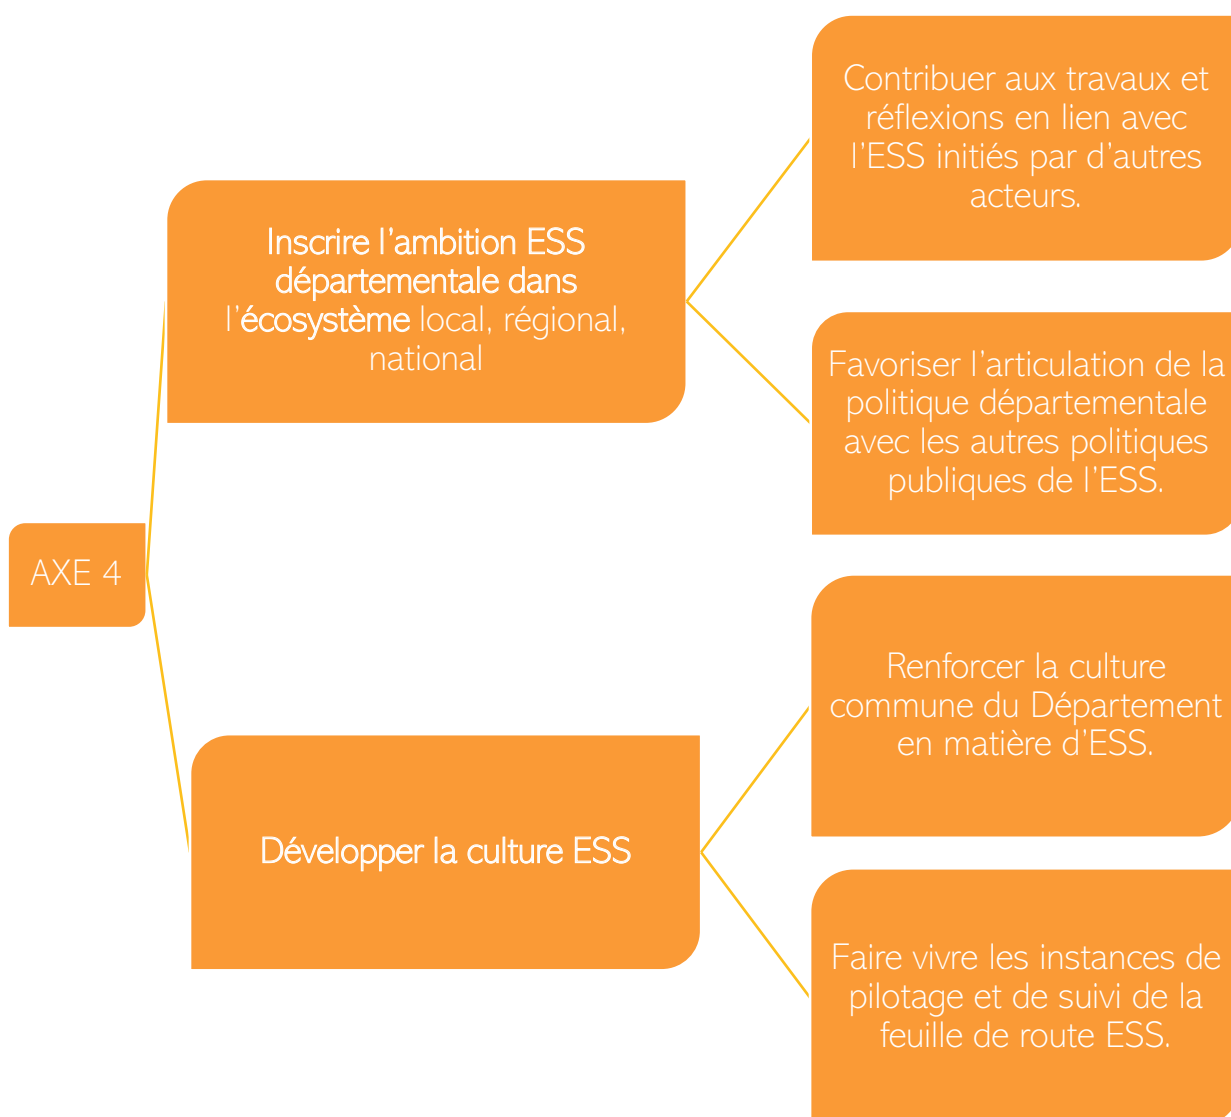 AXE 4
Inscrire l’ambition ESS
départementale dans
l’écosystème local, régional,
national
Contribuer aux travaux et
réflexions en lien avec
l’ESS initiés par d’autres
acteurs.
Favoriser l’articulation de la
politique départementale
avec les autres politiques
publiques de l’ESS.
Développer la culture ESS
Renforcer la culture
commune du Département
en matière d’ESS.
Faire vivre les instances de
pilotage et de suivi de la
feuille de route ESS.